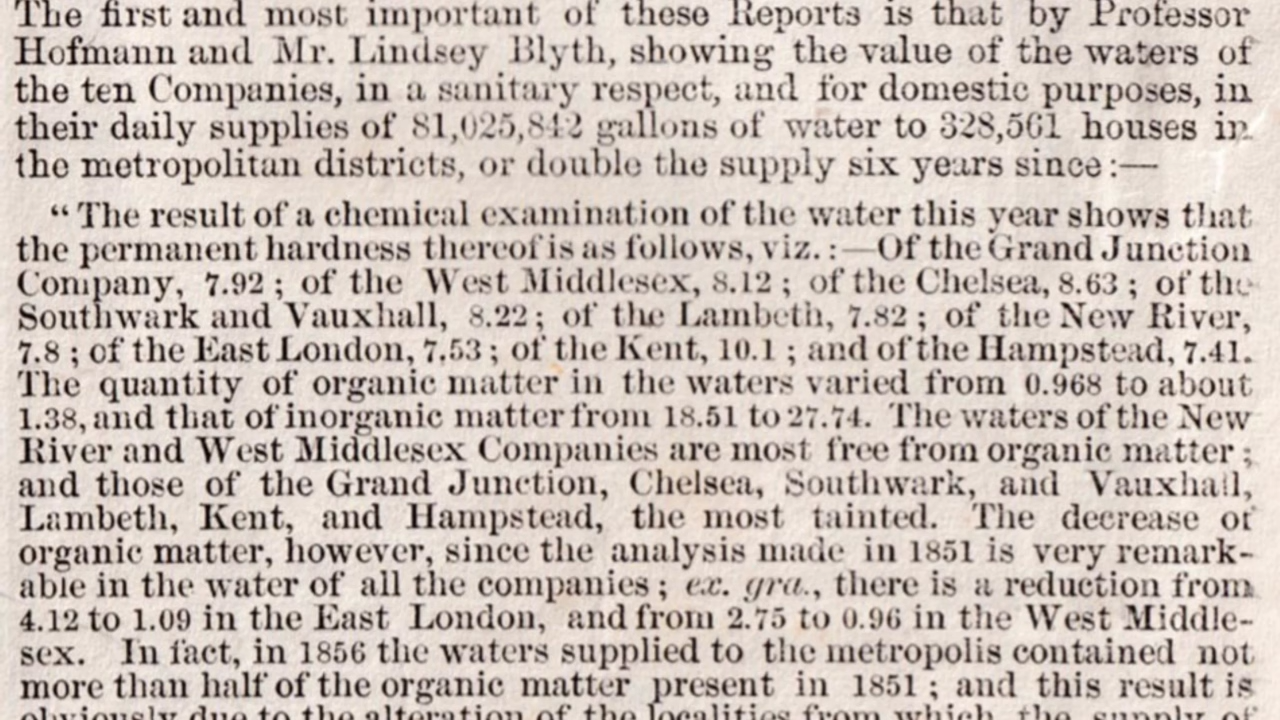 The first and most important of these Reports is that by Professor
Hofmann and Mr. Lindsey Blyth, showing the value of the waters of
the ten Companies, in a sanitary respect, and for domestic purposes, in
their daily supplies of 81,025,842 gallons of water to 328,561 houses in
the metropolitan districts, or double the supply six years since:—
“The result of a chemical examination of the water this year shows that
the permanent hardness thereof is as follows, viz.:—Of the Grand Junction
Company, 7.92; of the West Middlesex, 8.12; of the Chelsea, 8.63; of the
Southwark and Vauxhall, 8.22; of the Lambeth, 7.82; of the New River,
7.8; of the East London, 7.53; of the Kent, 10.1; and of the Hampstead, 7.41.
The quantity of organic matter in the waters varied from 0.968 to about
1.38, and that of inorganic matter from 18.51 to 27.74. The waters of the New
River and West Middlesex Companies are most free from organic matter;
and those of the Grand Junction, Chelsea, Southwark, and Vauxhall,
Lambeth, Kent, and Hampstead, the most tainted. The decrease of
organic matter, however, since the analysis made in 1851 is very remark-
able in the water of all the companies; ex. gra., there is a reduction from
4.12 to 1.09 in the East London, and from 2.75 to 0.96 in the West Middle-
sex. In fact, in 1856 the waters supplied to the metropolis contained not
more than half of the organic matter present in 1851; and this result is
obviously due to the alteration of the localities from which the supply of